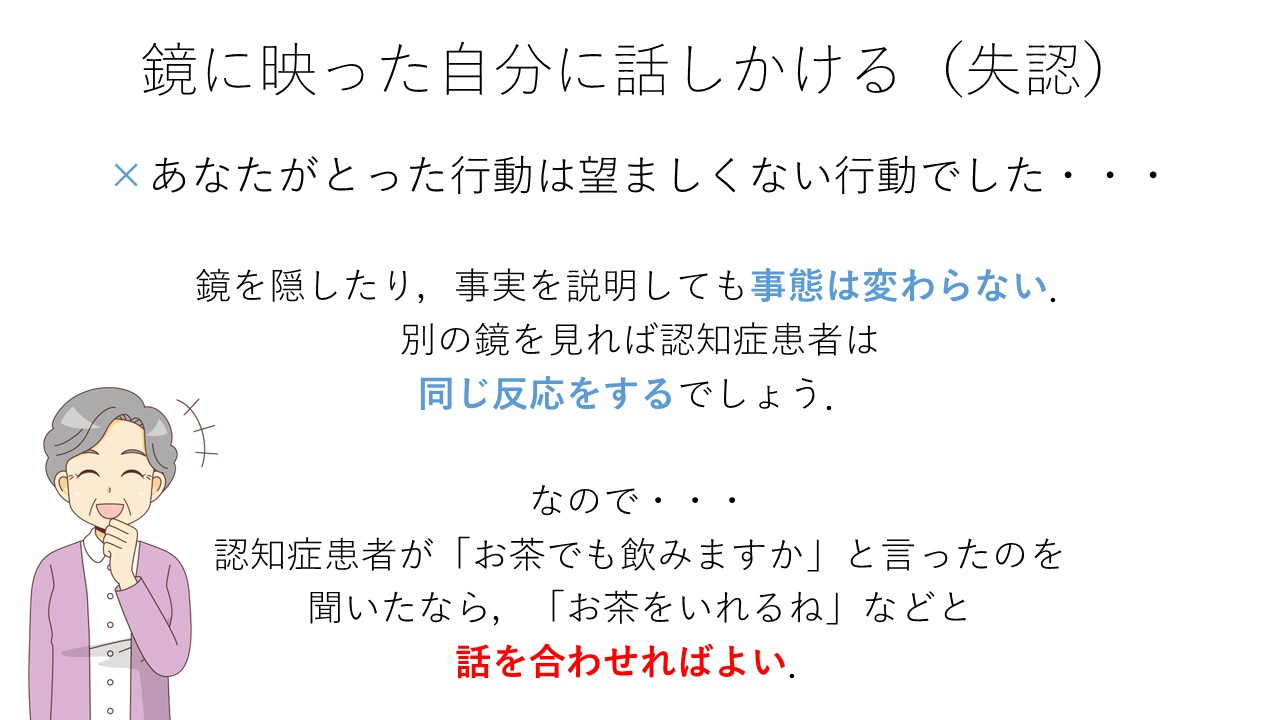 鏡に映った自分に話しかける（失認）
×あなたがとった行動は望ましくない行動でした・・・
鏡を隠したり，事実を説明しても事態は変わらない．
別の鏡を見れば認知症患者は
同じ反応をするでしょう．
なので・・・
認知症患者が「お茶でも飲みますか」と言ったのを
聞いたなら，「お茶をいれるね」などと
話を合わせればよい．